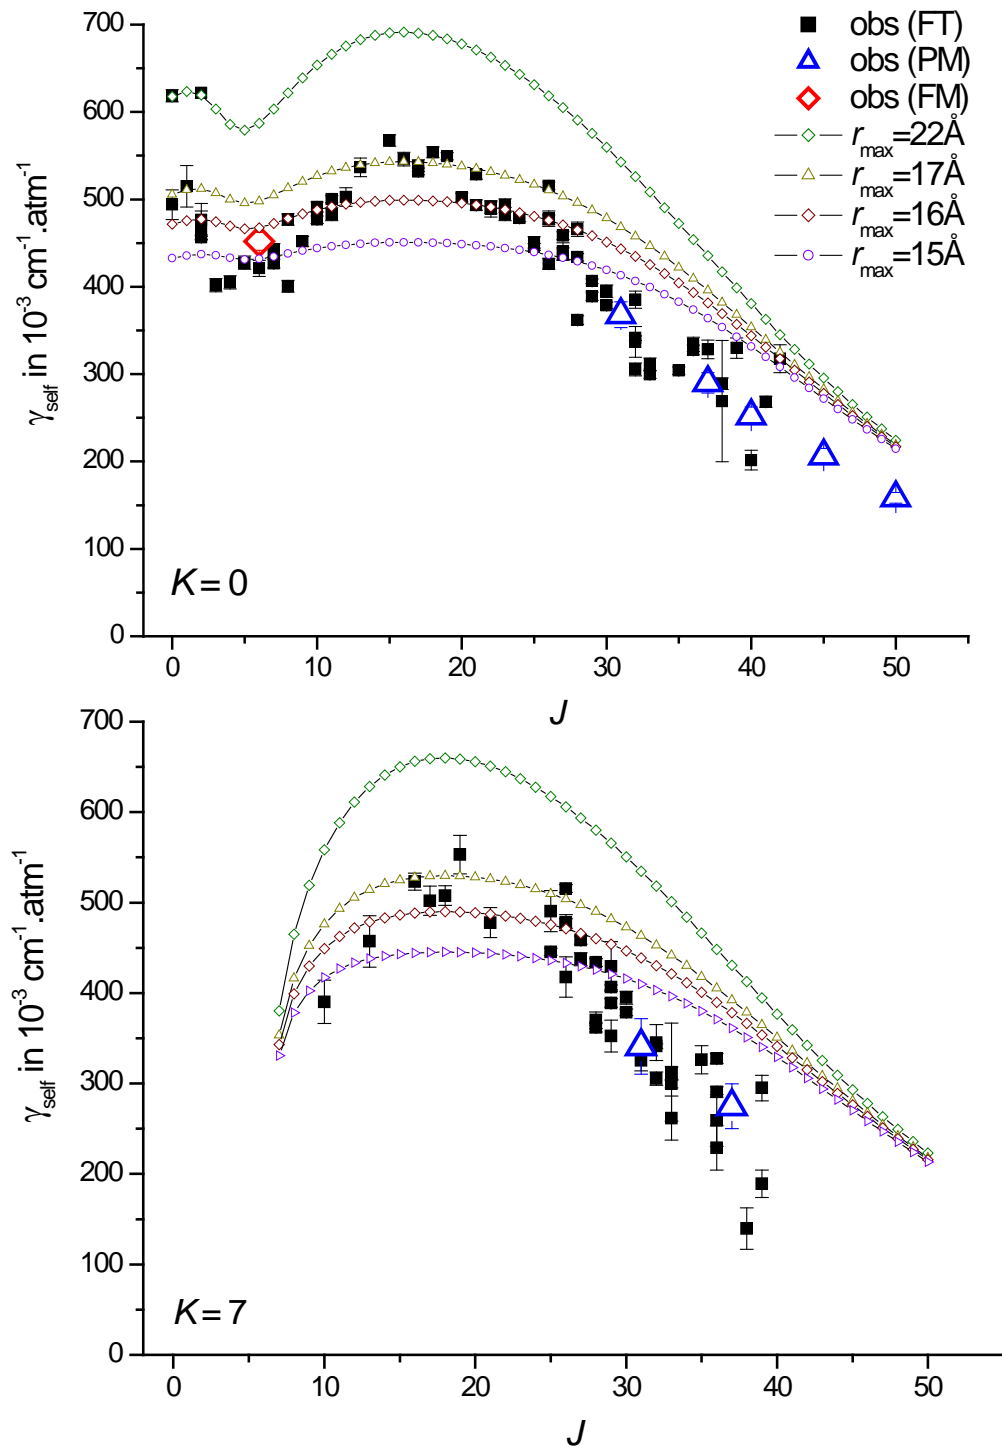 700
600
500
400
300
200
100
0
γself in 10-3 cm-1.atm-1
obs (FT)
obs (PM)
obs (FM)
rmax=22Å
rmax=17Å
rmax=16Å
rmax=15Å
K= 0
0 10 20 30 40 50
J
700
600
500
400
300
200
100
0
γself in 10-3 cm-1.atm-1
K= 7
0 10 20 30 40 50
J